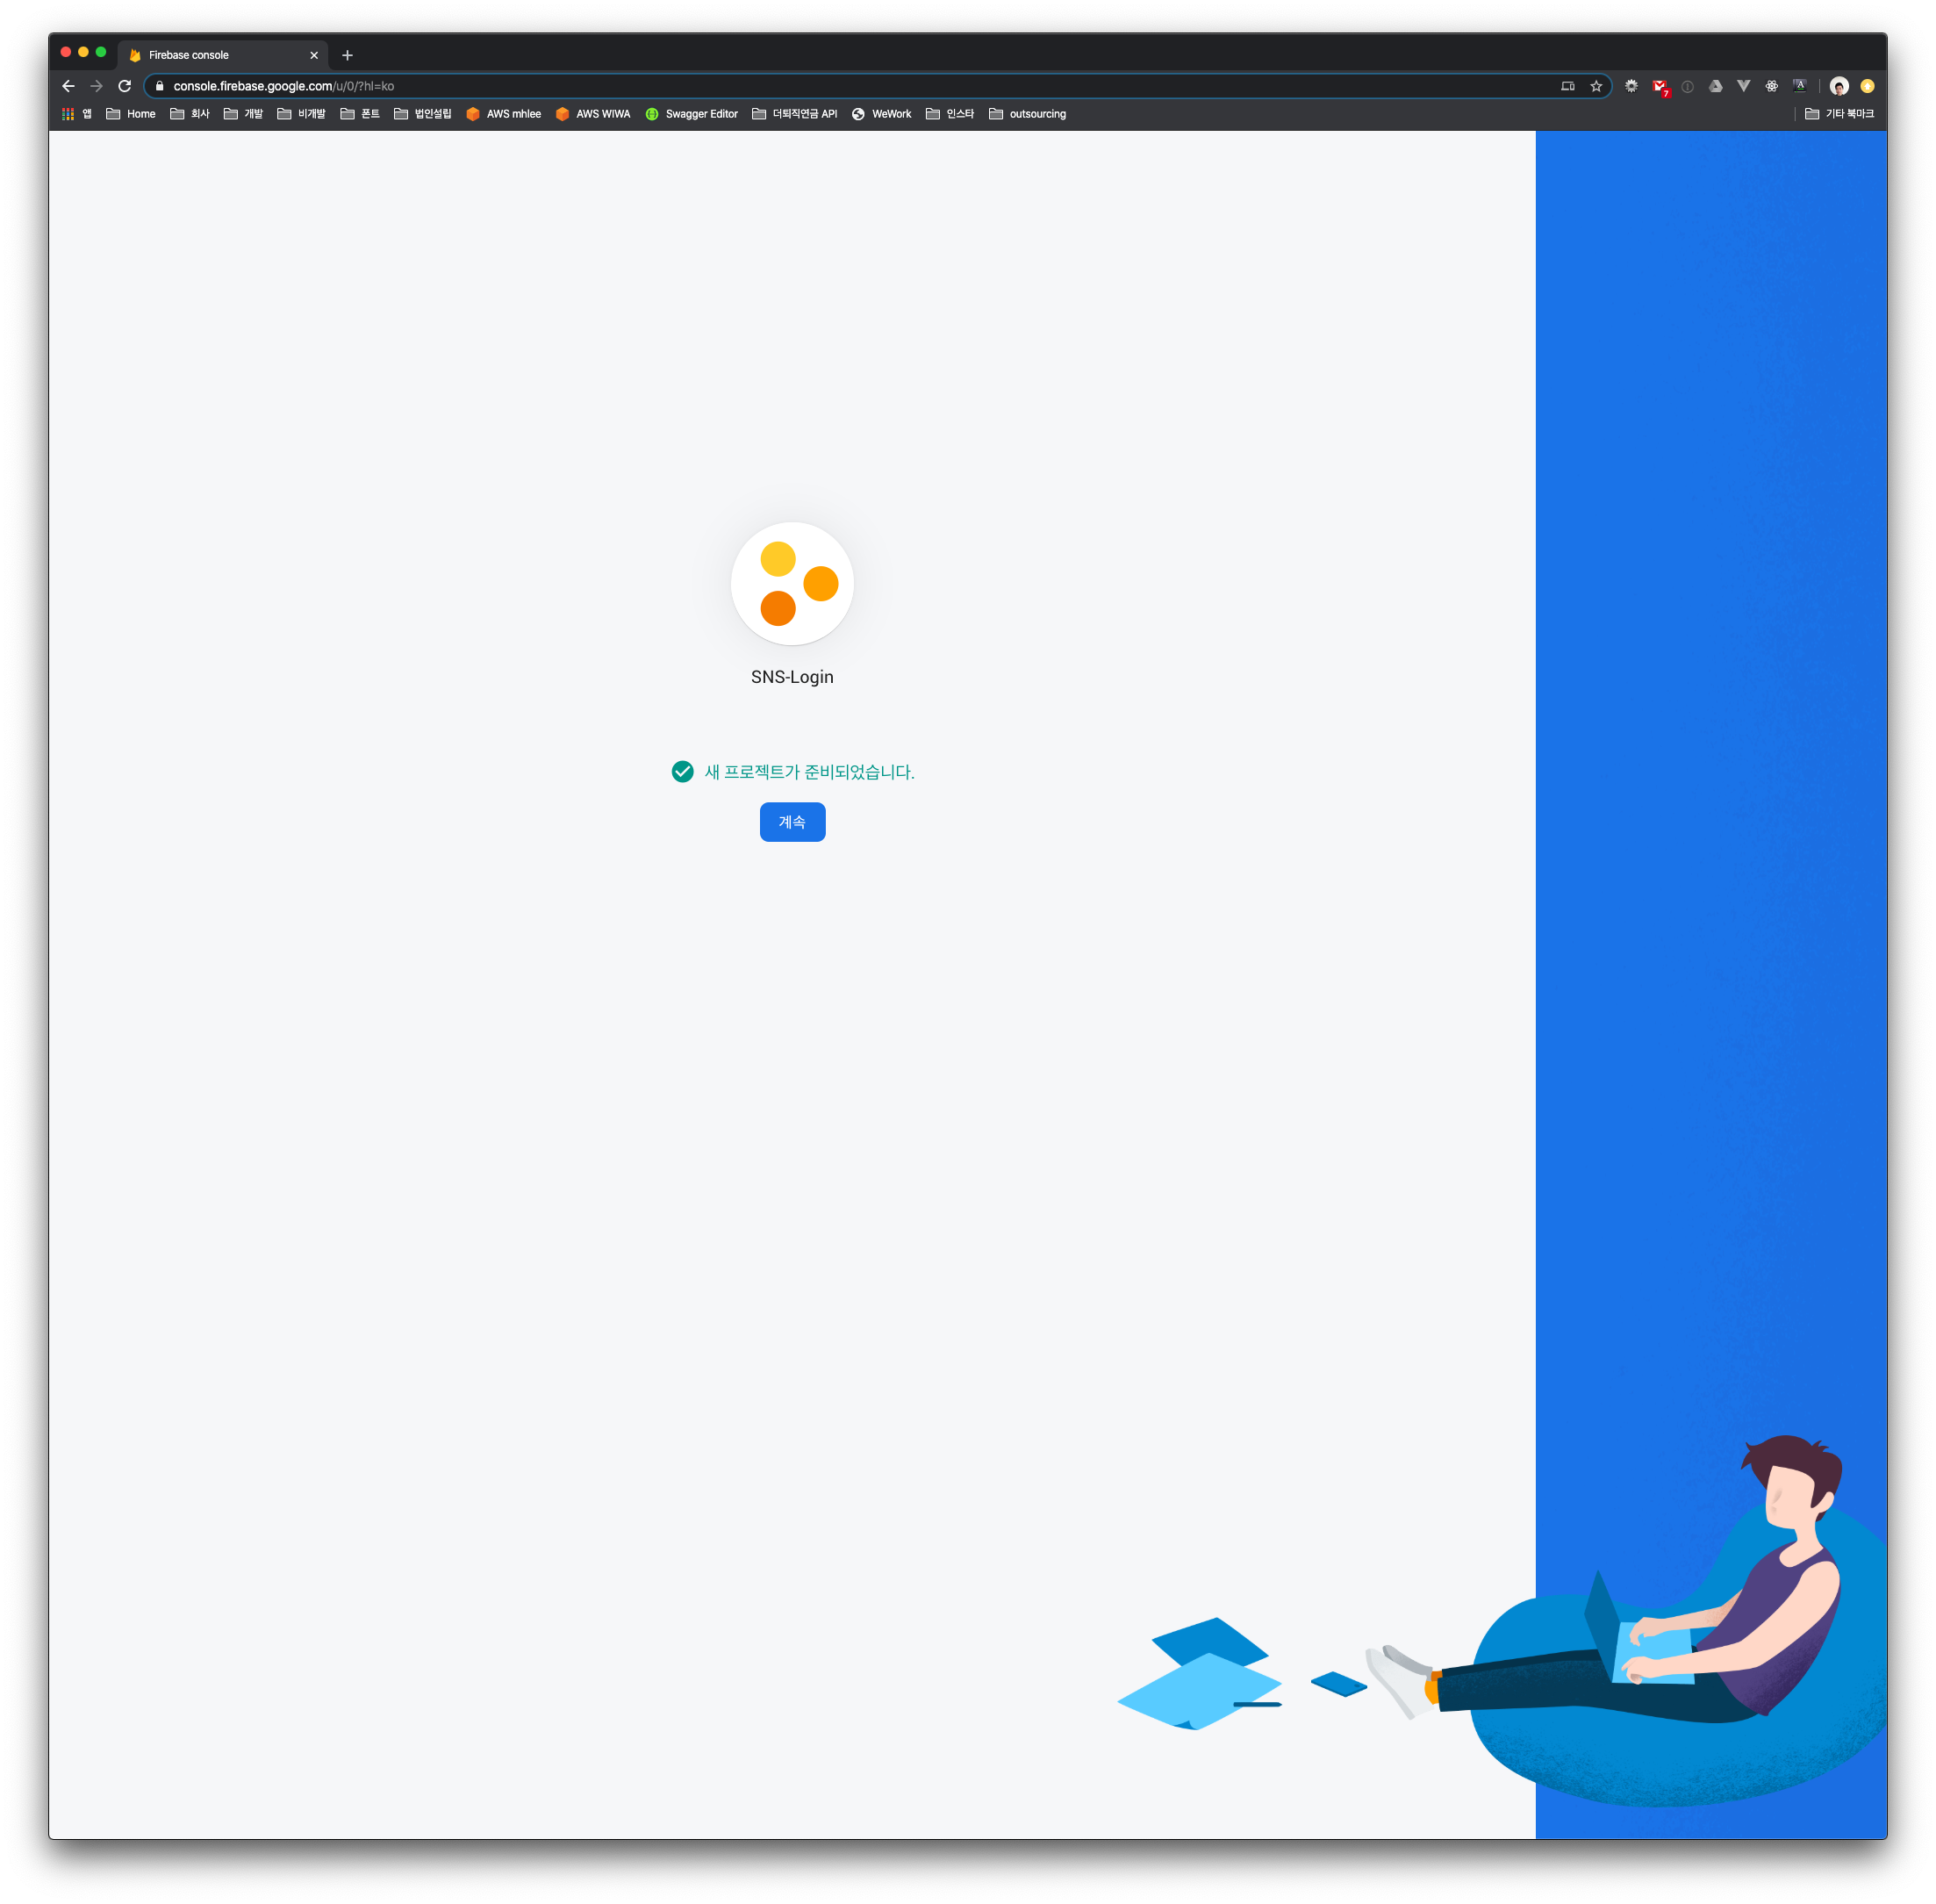 Firebase console
console.firebase.google.com/u/0/?hl=ko
7
앱 Home 회사 개발 비개발 폰트 법인설립 AWS mhlee AWS WIWA Swagger Editor 더퇴직연금 API WeWork 인스타 outsourcing 기타 북마크
SNS-Login
새 프로젝트가 준비되었습니다.
계속